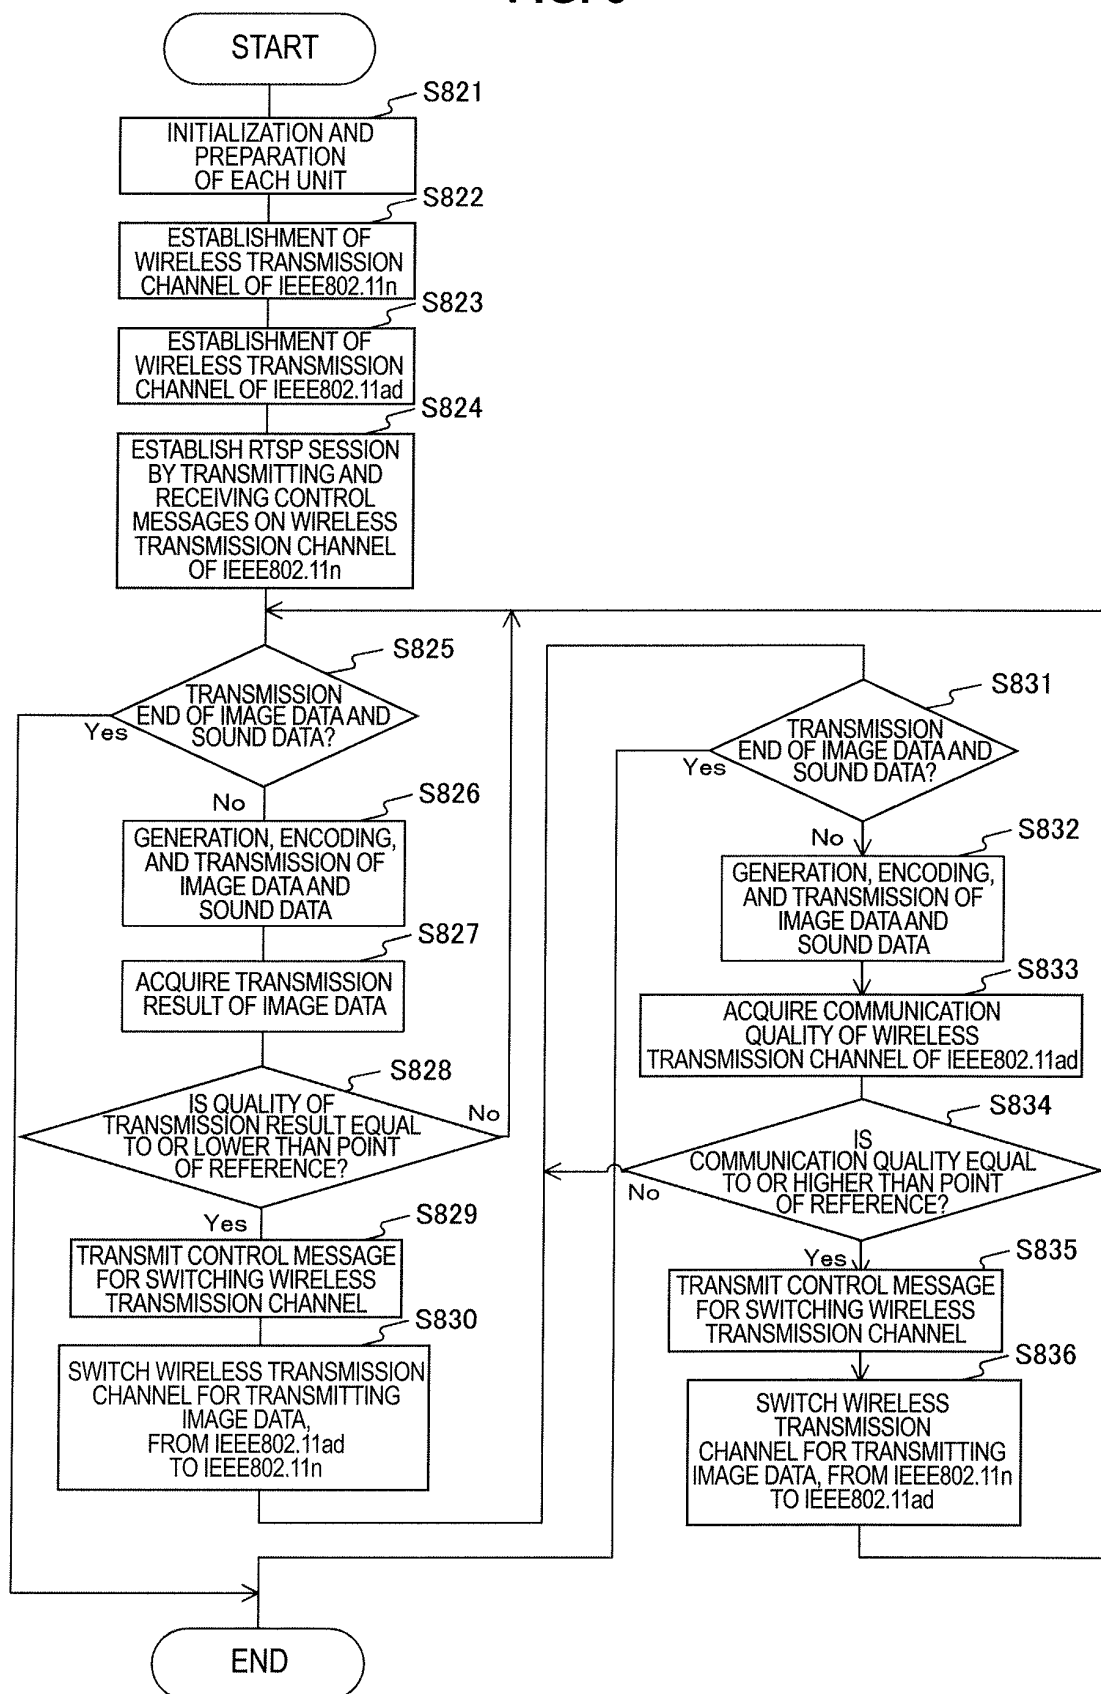 START
S821
INITIALIZATION AND
PREPARATION
OF EACH UNIT
S822
ESTABLISHMENT OF
WIRELESS TRANSMISSION
CHANNEL OF IEEE802.11n
S823
ESTABLISHMENT OF
WIRELESS TRANSMISSION
CHANNEL OF IEEE802.11ad
S824
ESTABLISH RTSP SESSION
BY TRANSMITTING AND
RECEIVING CONTROL
MESSAGES ON WIRELESS
TRANSMISSION CHANNEL
OF IEEE802.11n
S825
TRANSMISSION
END OF IMAGE DATA AND
SOUND DATA?
Yes
No
S826
GENERATION, ENCODING,
AND TRANSMISSION OF
IMAGE DATA AND
SOUND DATA
S827
ACQUIRE TRANSMISSION
RESULT OF IMAGE DATA
S828
IS QUALITY OF
TRANSMISSION RESULT EQUAL
TO OR LOWER THAN POINT
OF REFERENCE?
No
Yes
S829
TRANSMIT CONTROL MESSAGE
FOR SWITCHING WIRELESS
TRANSMISSION CHANNEL
S830
SWITCH WIRELESS TRANSMISSION
CHANNEL FOR TRANSMITTING
IMAGE DATA,
FROM IEEE802.11ad
TO IEEE802.11n
S831
TRANSMISSION
END OF IMAGE DATA AND
SOUND DATA?
Yes
No
S832
GENERATION, ENCODING,
AND TRANSMISSION OF
IMAGE DATA AND
SOUND DATA
S833
ACQUIRE COMMUNICATION
QUALITY OF WIRELESS
TRANSMISSION CHANNEL OF IEEE802.11ad
S834
IS
COMMUNICATION QUALITY EQUAL
TO OR HIGHER THAN POINT
OF REFERENCE?
No
Yes
S835
TRANSMIT CONTROL MESSAGE
FOR SWITCHING WIRELESS
TRANSMISSION CHANNEL
S836
SWITCH WIRELESS
TRANSMISSION
CHANNEL FOR TRANSMITTING
IMAGE DATA, FROM IEEE802.11n
TO IEEE802.11ad
END